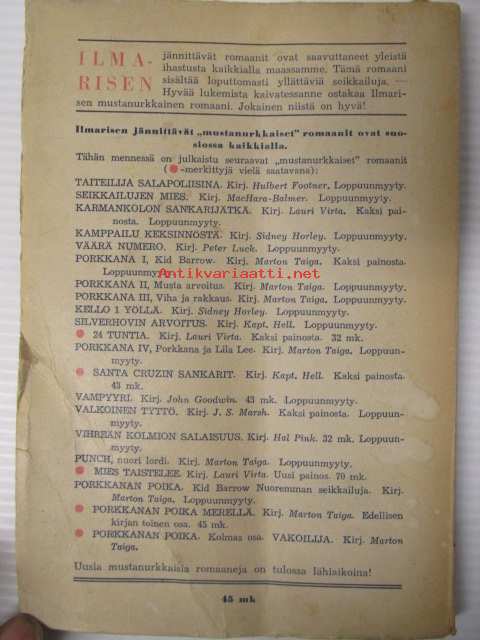 ILMA-
RISEN
jännittävät romaanit ovat saavuttaneet yleistä
ihastusta kaikkialla maassamme. Tämä romaani
sisältää loputtomasti yllättäviä seikkailuja. —
Hyvää lukemista kaivatessanne ostakaa Ilmari-
sen mustanurkkainen romaani. Jokainen niistä on hyvä!
Ilmarisen jännittävät „mustanurkkaiset” romaanit ovat suo-
siossa kaikkialla.
Tähän mennessä on julkaistu seuraavat „mustanurkkaiset” romaanit
(●-merkittyjä vielä saatavana):
TAITEILIJA SALAPOLIISINA. Kirj. Hulbert Footner. Loppuunmyyty.
SEIKKAILUJEN MIES. Kirj. MacHara-Balmer. Loppuunmyyty.
KARMANKOLON SANKARIJÄTKÄ. Kirj. Lauri Virta. Kaksi pai-
nosta. Loppuunmyyty.
KAMPPAILU KEKSINNÖSTÄ. Kirj. Sidney Horley. Loppuunmyyty.
VÄÄRÄ NUMERO. Kirj. Peter Luck. Loppuunmyyty.
PORKKANA I, Kid Barrow. Kirj. Marton Taiga. Kaksi painosta.
Loppuunmyyty.
Antikvariaatti.net
PORKKANA II, Musta arvoitus. Kirj. Marton Taiga. Loppuunmyyty.
PORKKANA III, Viha ja rakkaus. Kirj. Marton Taiga. Loppuunmyyty.
KELLO 1 YÖLLÄ. Kirj. Sidney Horley. Loppuunmyyty.
SILVERHOVIN ARVOITUS. Kirj. Kapt. Hell. Loppuunmyyty.
● 24 TUNTIA. Kirj. Lauri Virta. Kaksi painosta. 32 mk.
PORKKANA IV, Porkkana ja Lila Lee. Kirj. Marton Taiga. Loppuun-
myyty.
● SANTA CRUZIN SANKARIT. Kirj. Kapt. Hell. Kaksi painosta.
43 mk.
VAMPYYRI. Kirj. John Goodwin. 43 mk. Loppuunmyyty.
VALKOINEN TYTTÖ. Kirj. J. S. Marsh. Kaksi painosta. Loppuun-
myyty.
VIHREÄN KOLMION SALAISUUS. Kirj. Hal Pink. 32 mk. Loppuun-
myyty.
PUNCH, nuori lordi. Kirj. Marton Taiga. Loppuunmyyty.
● MIES TAISTELEE. Kirj. Lauri Virta. Uusi painos. 70 mk.
PORKKANAN POIKA. Kid Barrow Nuoremman seikkailuja. Kirj.
Marton Taiga. Loppuunmyyty.
● PORKKANAN POIKA MERELLÄ. Kirj. Marton Taiga. Edellisen
kirjan toinen osa. 45 mk.
● PORKKANAN POIKA. Kolmas osa. VAKOILIJA. Kirj. Marton
Taiga.
Uusia mustanurkkaisia romaaneja on tulossa lähiaikoina!
45 mk